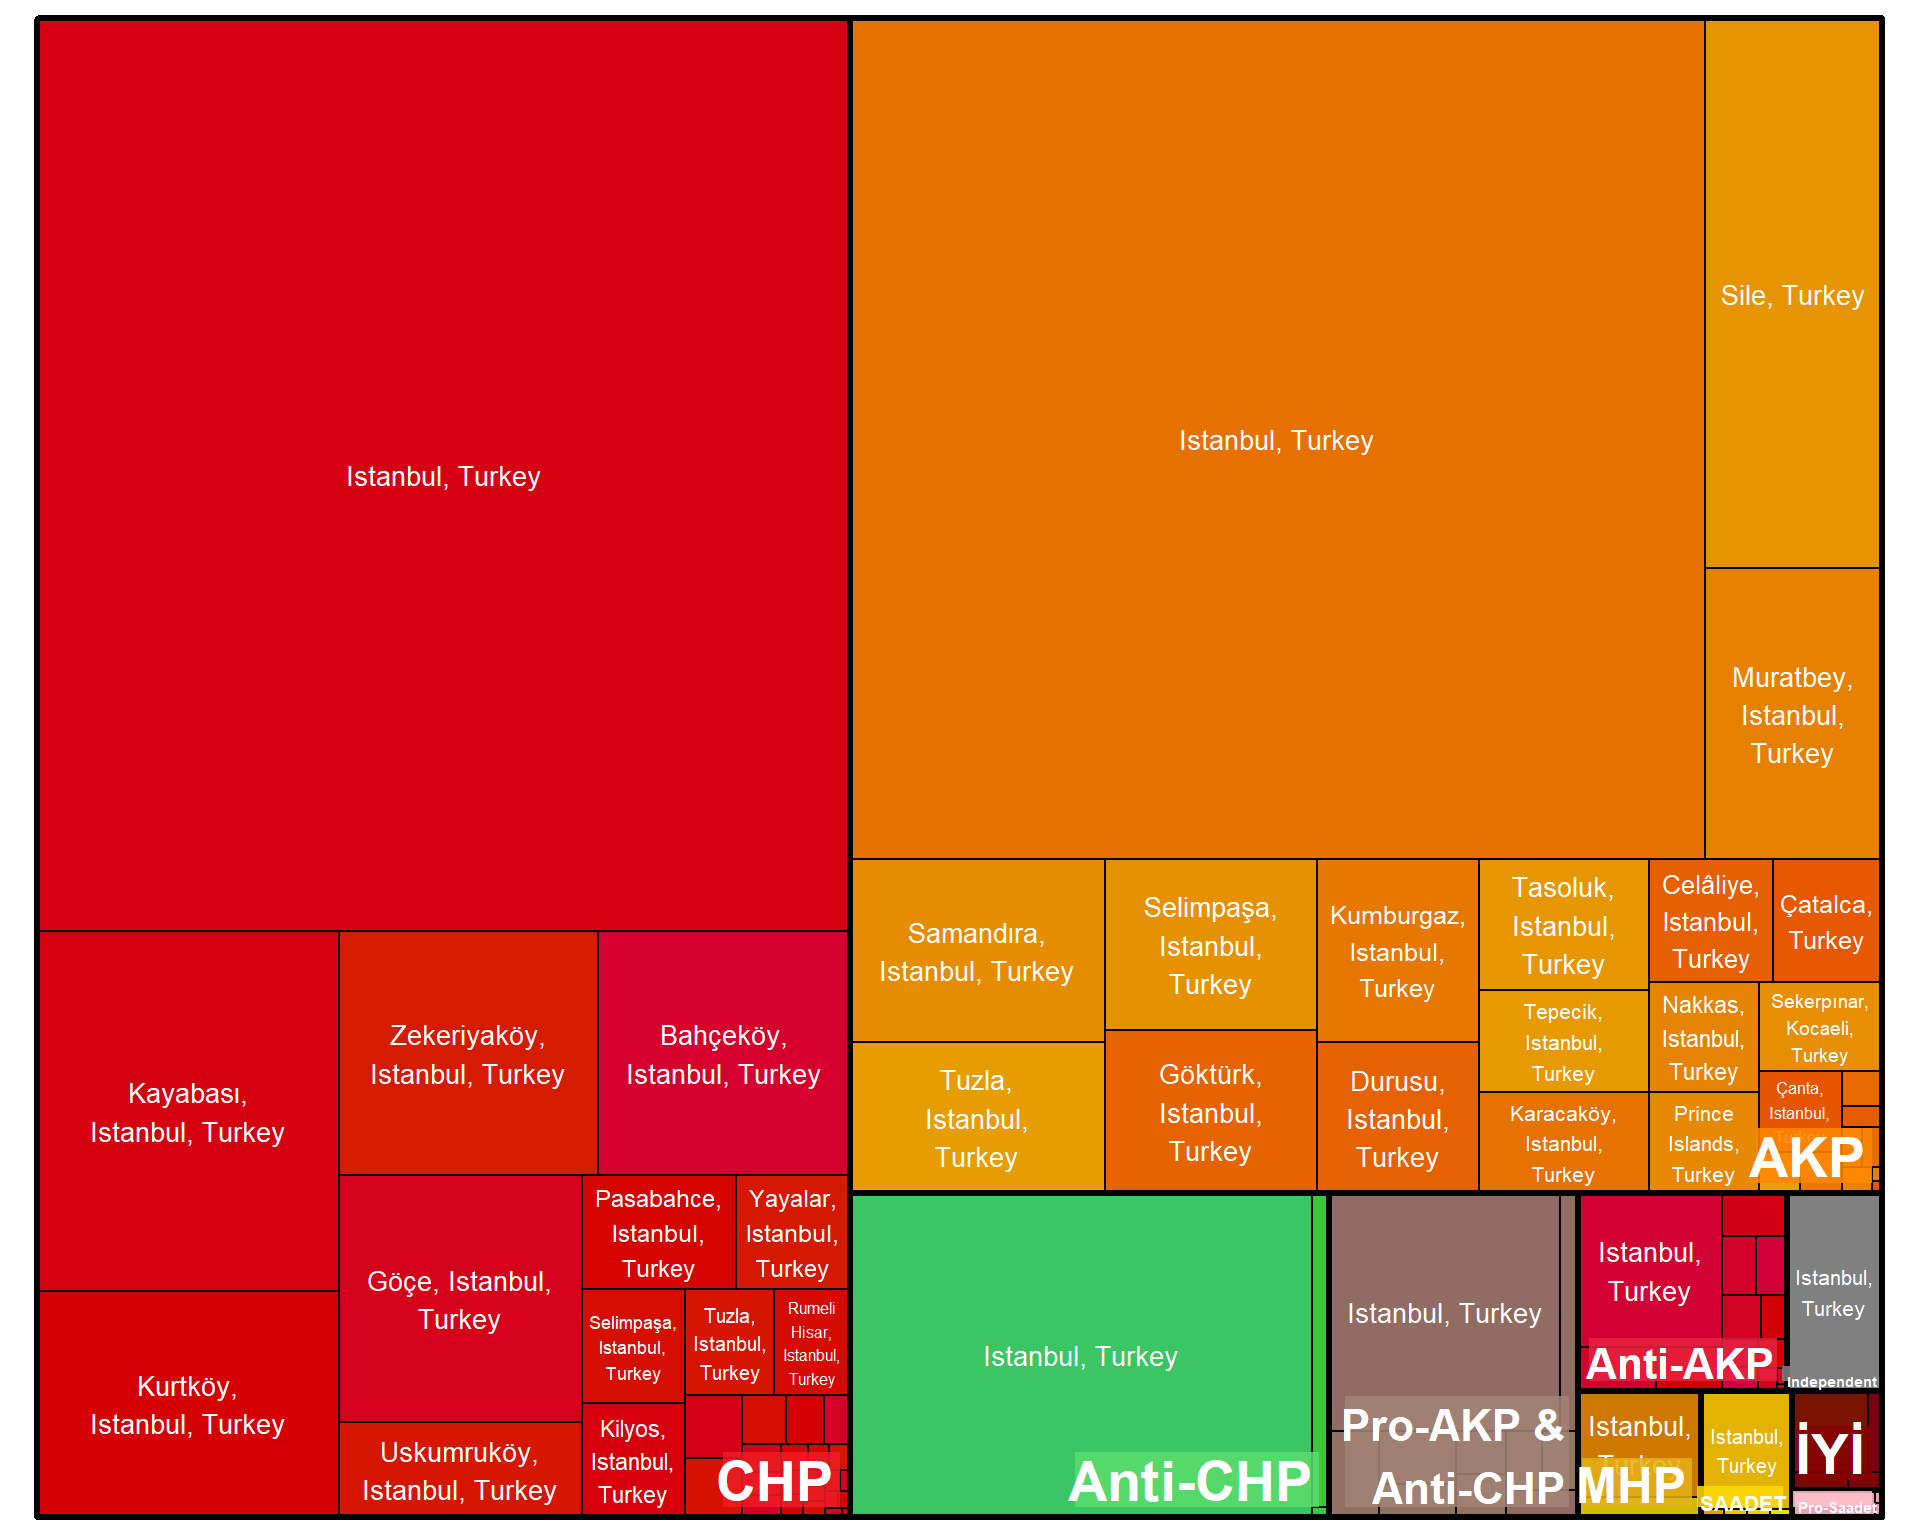 Istanbul, Turkey
Kayabası,
Istanbul, Turkey
Kurtköy,
Istanbul, Turkey
Zekeriyaköy,
Istanbul, Turkey
Bahçeköy,
Istanbul, Turkey
Göçe, Istanbul,
Turkey
Uskumruköy,
Istanbul, Turkey
Pasabahce,
Istanbul,
Turkey
Yayalar,
Istanbul,
Turkey
Selimpaşa,
Istanbul,
Turkey
Tuzla,
Istanbul,
Turkey
Rumeli
Hisar,
Istanbul,
Turkey
Kilyos,
Istanbul,
Turkey
CHP
Istanbul, Turkey
Sile, Turkey
Muratbey,
Istanbul,
Turkey
Samandıra,
Istanbul, Turkey
Tuzla,
Istanbul,
Turkey
Selimpaşa,
Istanbul,
Turkey
Göktürk,
Istanbul,
Turkey
Kumburgaz,
Istanbul,
Turkey
Durusu,
Istanbul,
Turkey
Tasoluk,
Istanbul,
Turkey
Tepecik,
Istanbul,
Turkey
Karacaköy,
Istanbul,
Turkey
Celâliye,
Istanbul,
Turkey
Çatalca,
Turkey
Nakkas,
Istanbul,
Turkey
Sekerpınar,
Kocaeli,
Turkey
Prince
Islands,
Turkey
Çanta,
Istanbul,
Turkey
AKP
Istanbul, Turkey
Anti-CHP
Istanbul, Turkey
Pro-AKP &
Anti-CHP
Istanbul,
Turkey
Anti-AKP
Istanbul,
Turkey
Independent
Istanbul,
Turkey
MHP
Istanbul,
Turkey
SAADET
İYİ
Pro-Saadet